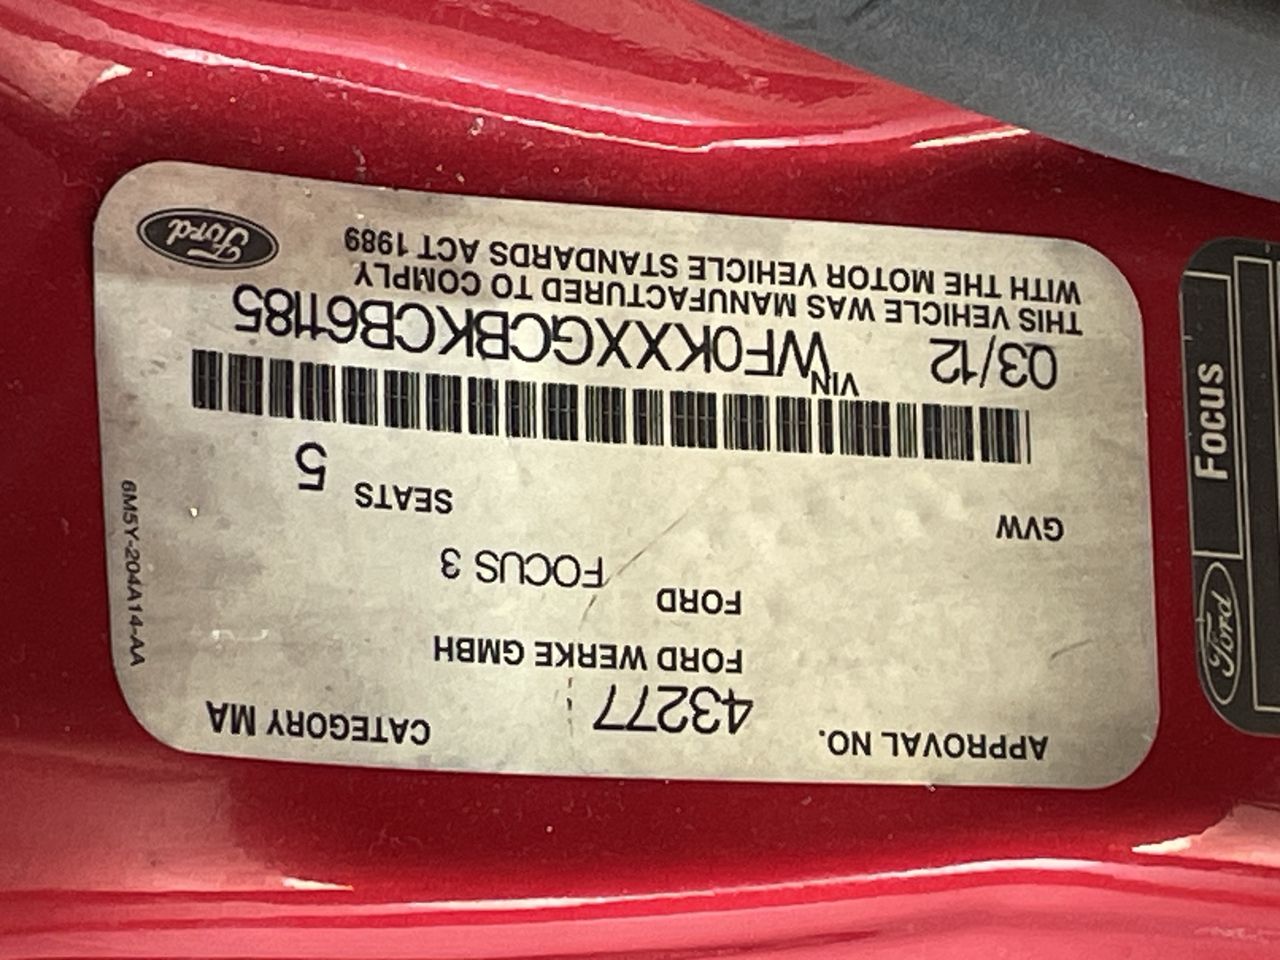 APPROVAL NO. 43277 CATEGORY MA
FORD WERKE GMBH
FORD FOCUS 3
GVW SEATS 5
03/12 VIN WF0KXXGCBKCB61185
THIS VEHICLE WAS MANUFACTURED TO COMPLY
WITH THE MOTOR VEHICLE STANDARDS ACT 1989
Ford
6M5Y-204A14-AA
Ford Focus